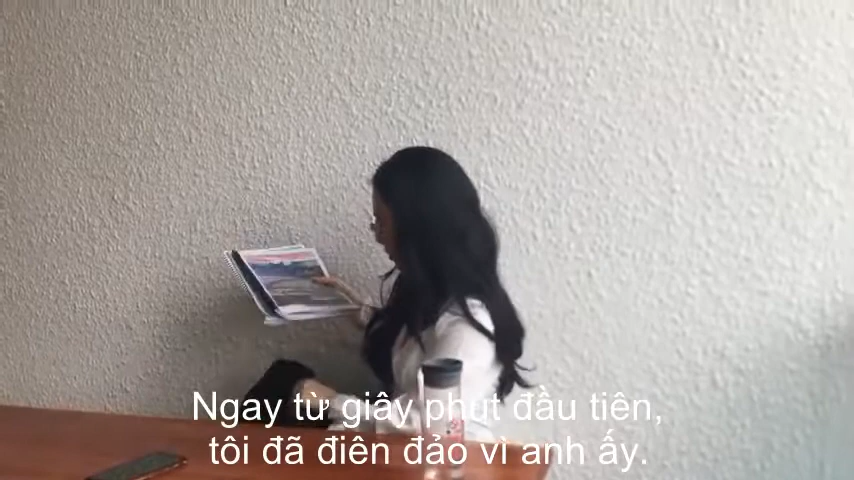 Ngay từ giây phút đầu tiên,
tôi đã điên đảo vì anh ấy.